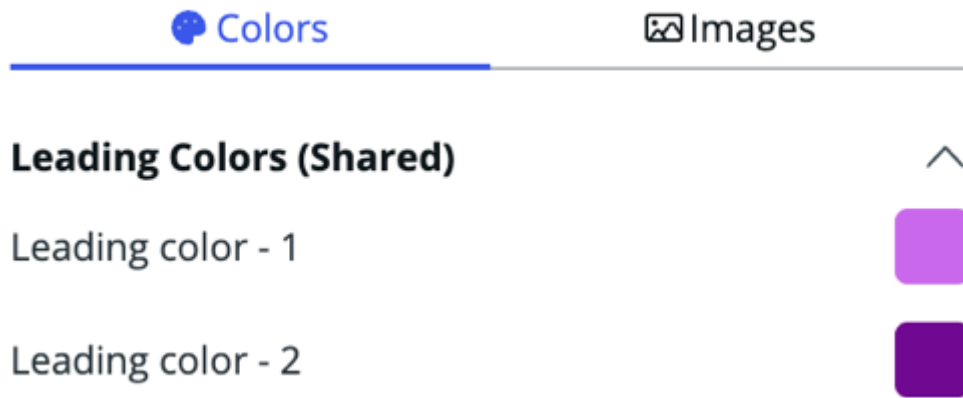 Colors Images
Leading Colors (Shared)
Leading color - 1
Leading color - 2